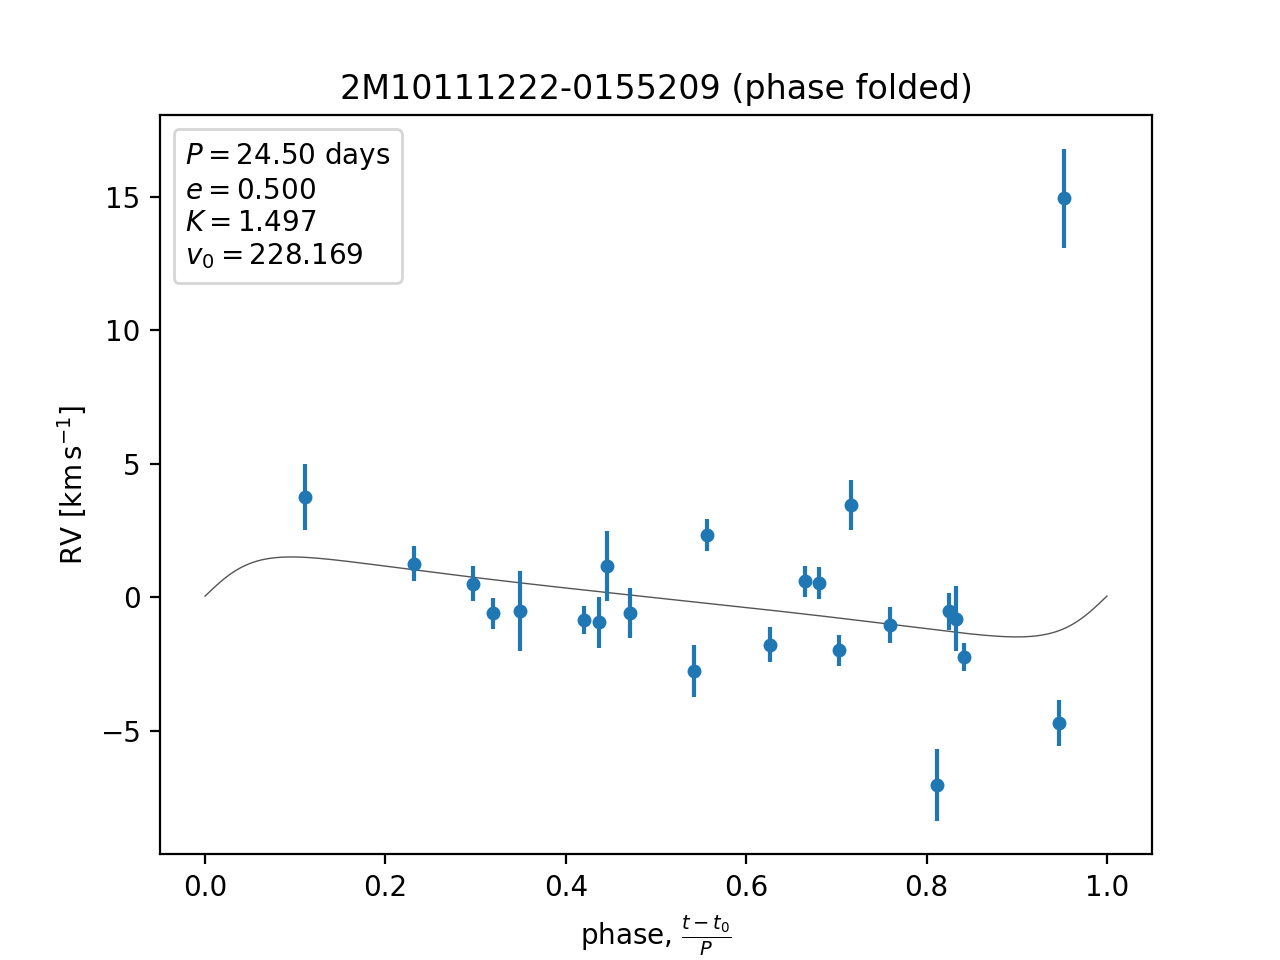 2M10111222-0155209 (phase folded)
P = 24.50 days
e = 0.500
K = 1.497
v₀ = 228.169
15
10
5
0
−5
RV [km s⁻¹]
0.0 0.2 0.4 0.6 0.8 1.0
phase, (t − t₀)/P